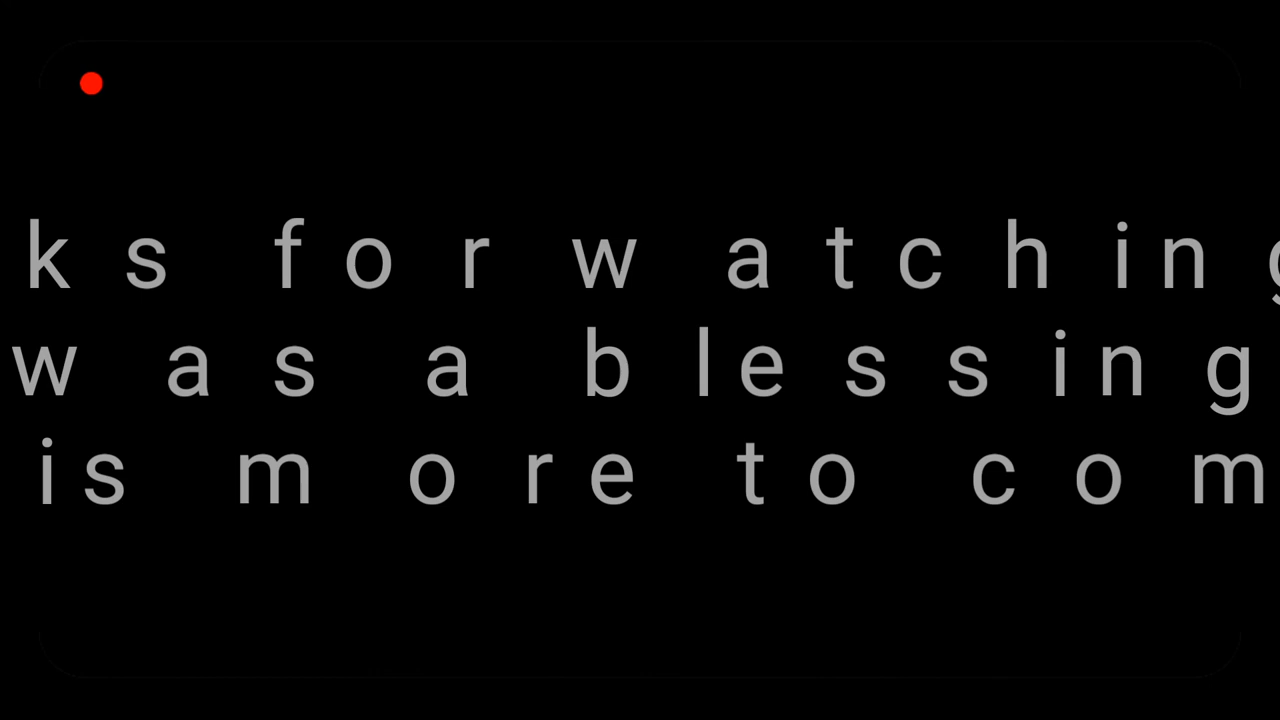 ks for watching
was a blessing
is more to com